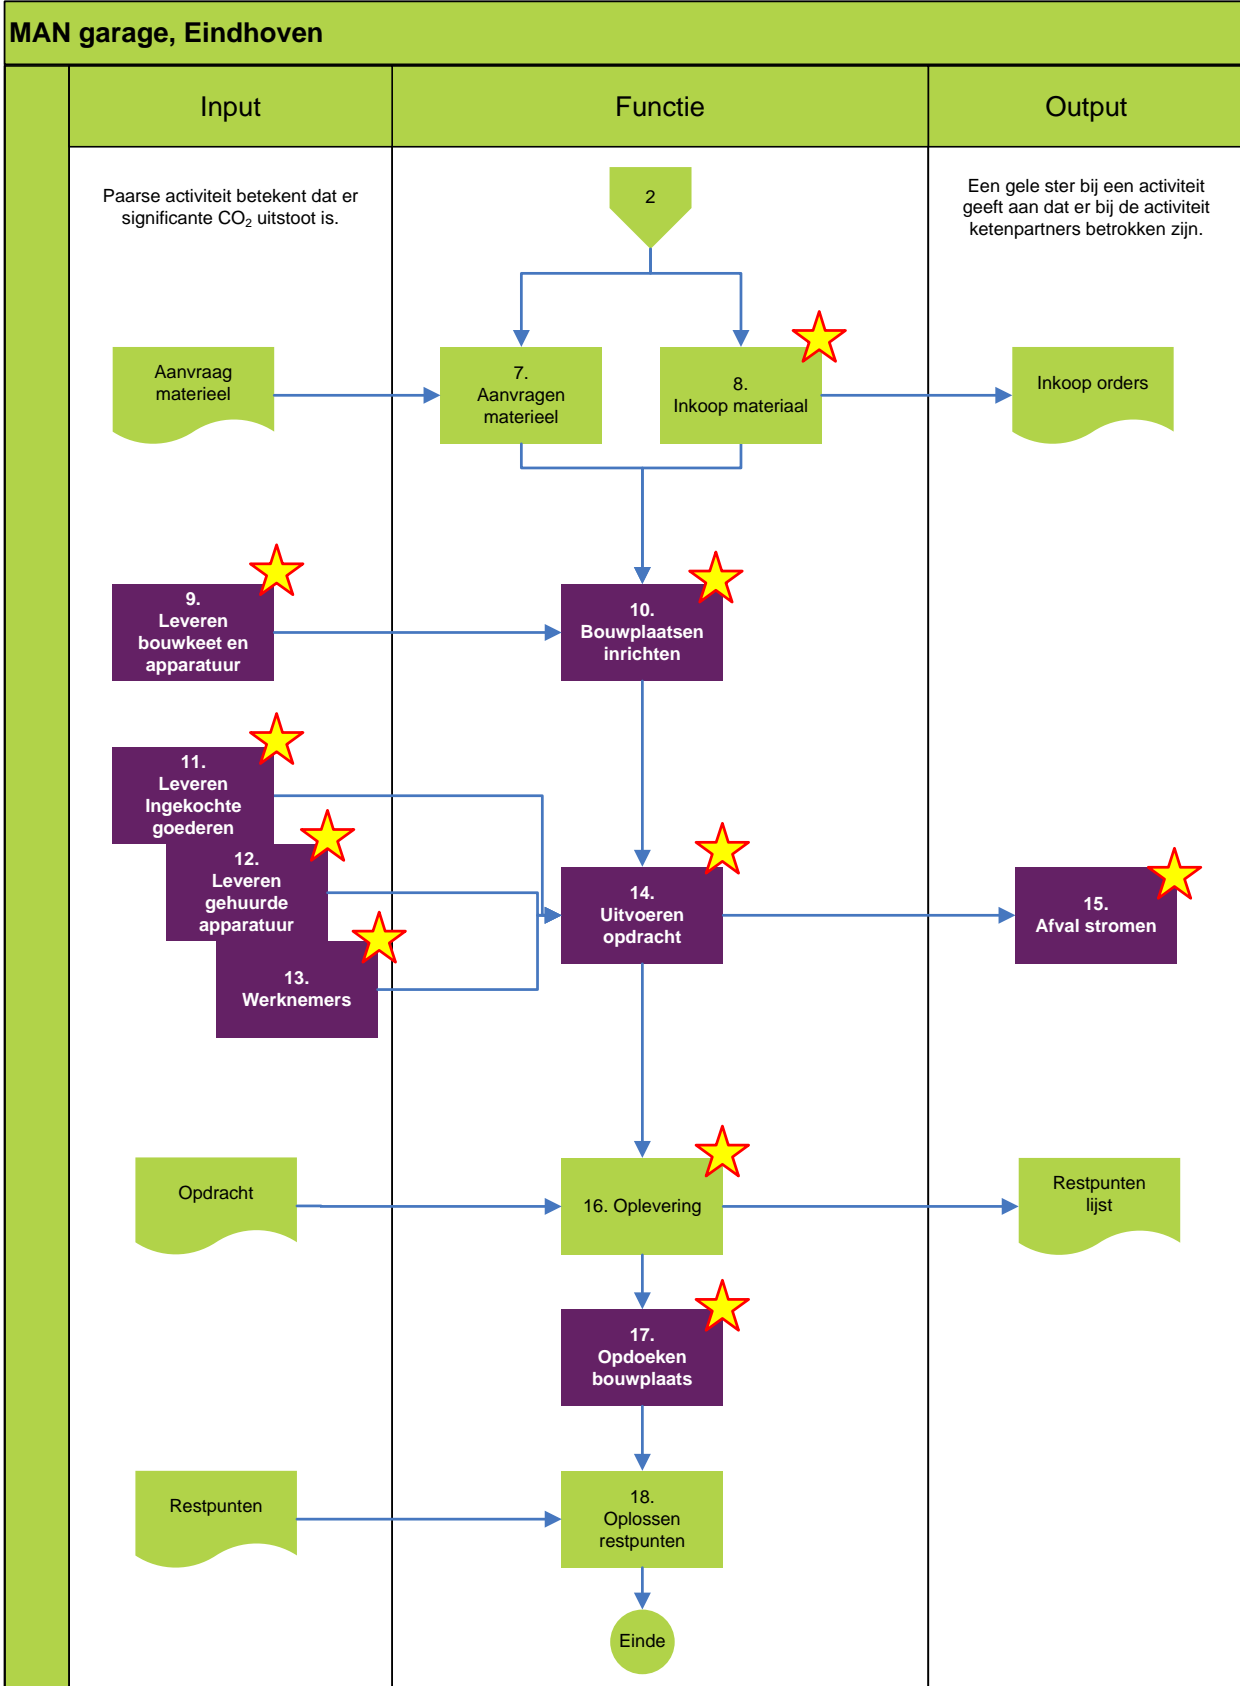 MAN garage, Eindhoven
Input
Functie
Output
Paarse activiteit betekent dat er
significante CO₂ uitstoot is.
2
Een gele ster bij een activiteit
geeft aan dat er bij de activiteit
ketenpartners betrokken zijn.
Aanvraag
materieel
7.
Aanvragen
materieel
8.
Inkoop materiaal
Inkoop orders
9.
Leveren
bouwkeet en
apparatuur
10.
Bouwplaatsen
inrichten
11.
Leveren
Ingekochte
goederen
12.
Leveren
gehuurde
apparatuur
13.
Werknemers
14.
Uitvoeren
opdracht
15.
Afval stromen
Opdracht
16. Oplevering
Restpunten
lijst
17.
Opdoeken
bouwplaats
Restpunten
18.
Oplossen
restpunten
Einde